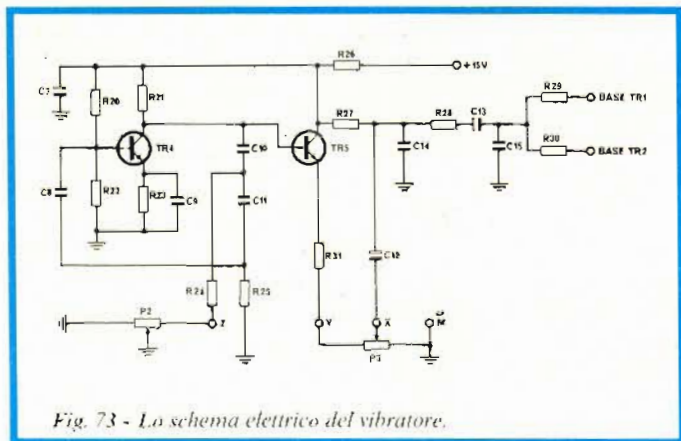 R26
+15V
C7
R20
R21
R27
R28
C13
R29
BASE TR1
TR4
C10
TR5
C14
C15
R30
BASE TR2
C8
R22
R23
C9
C11
R31
C12
R24
R25
P2
Z
Y
X
M
Fig. 73 - Lo schema elettrico del vibratore.